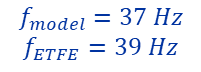 f_model = 37 Hz
f_ETFE = 39 Hz